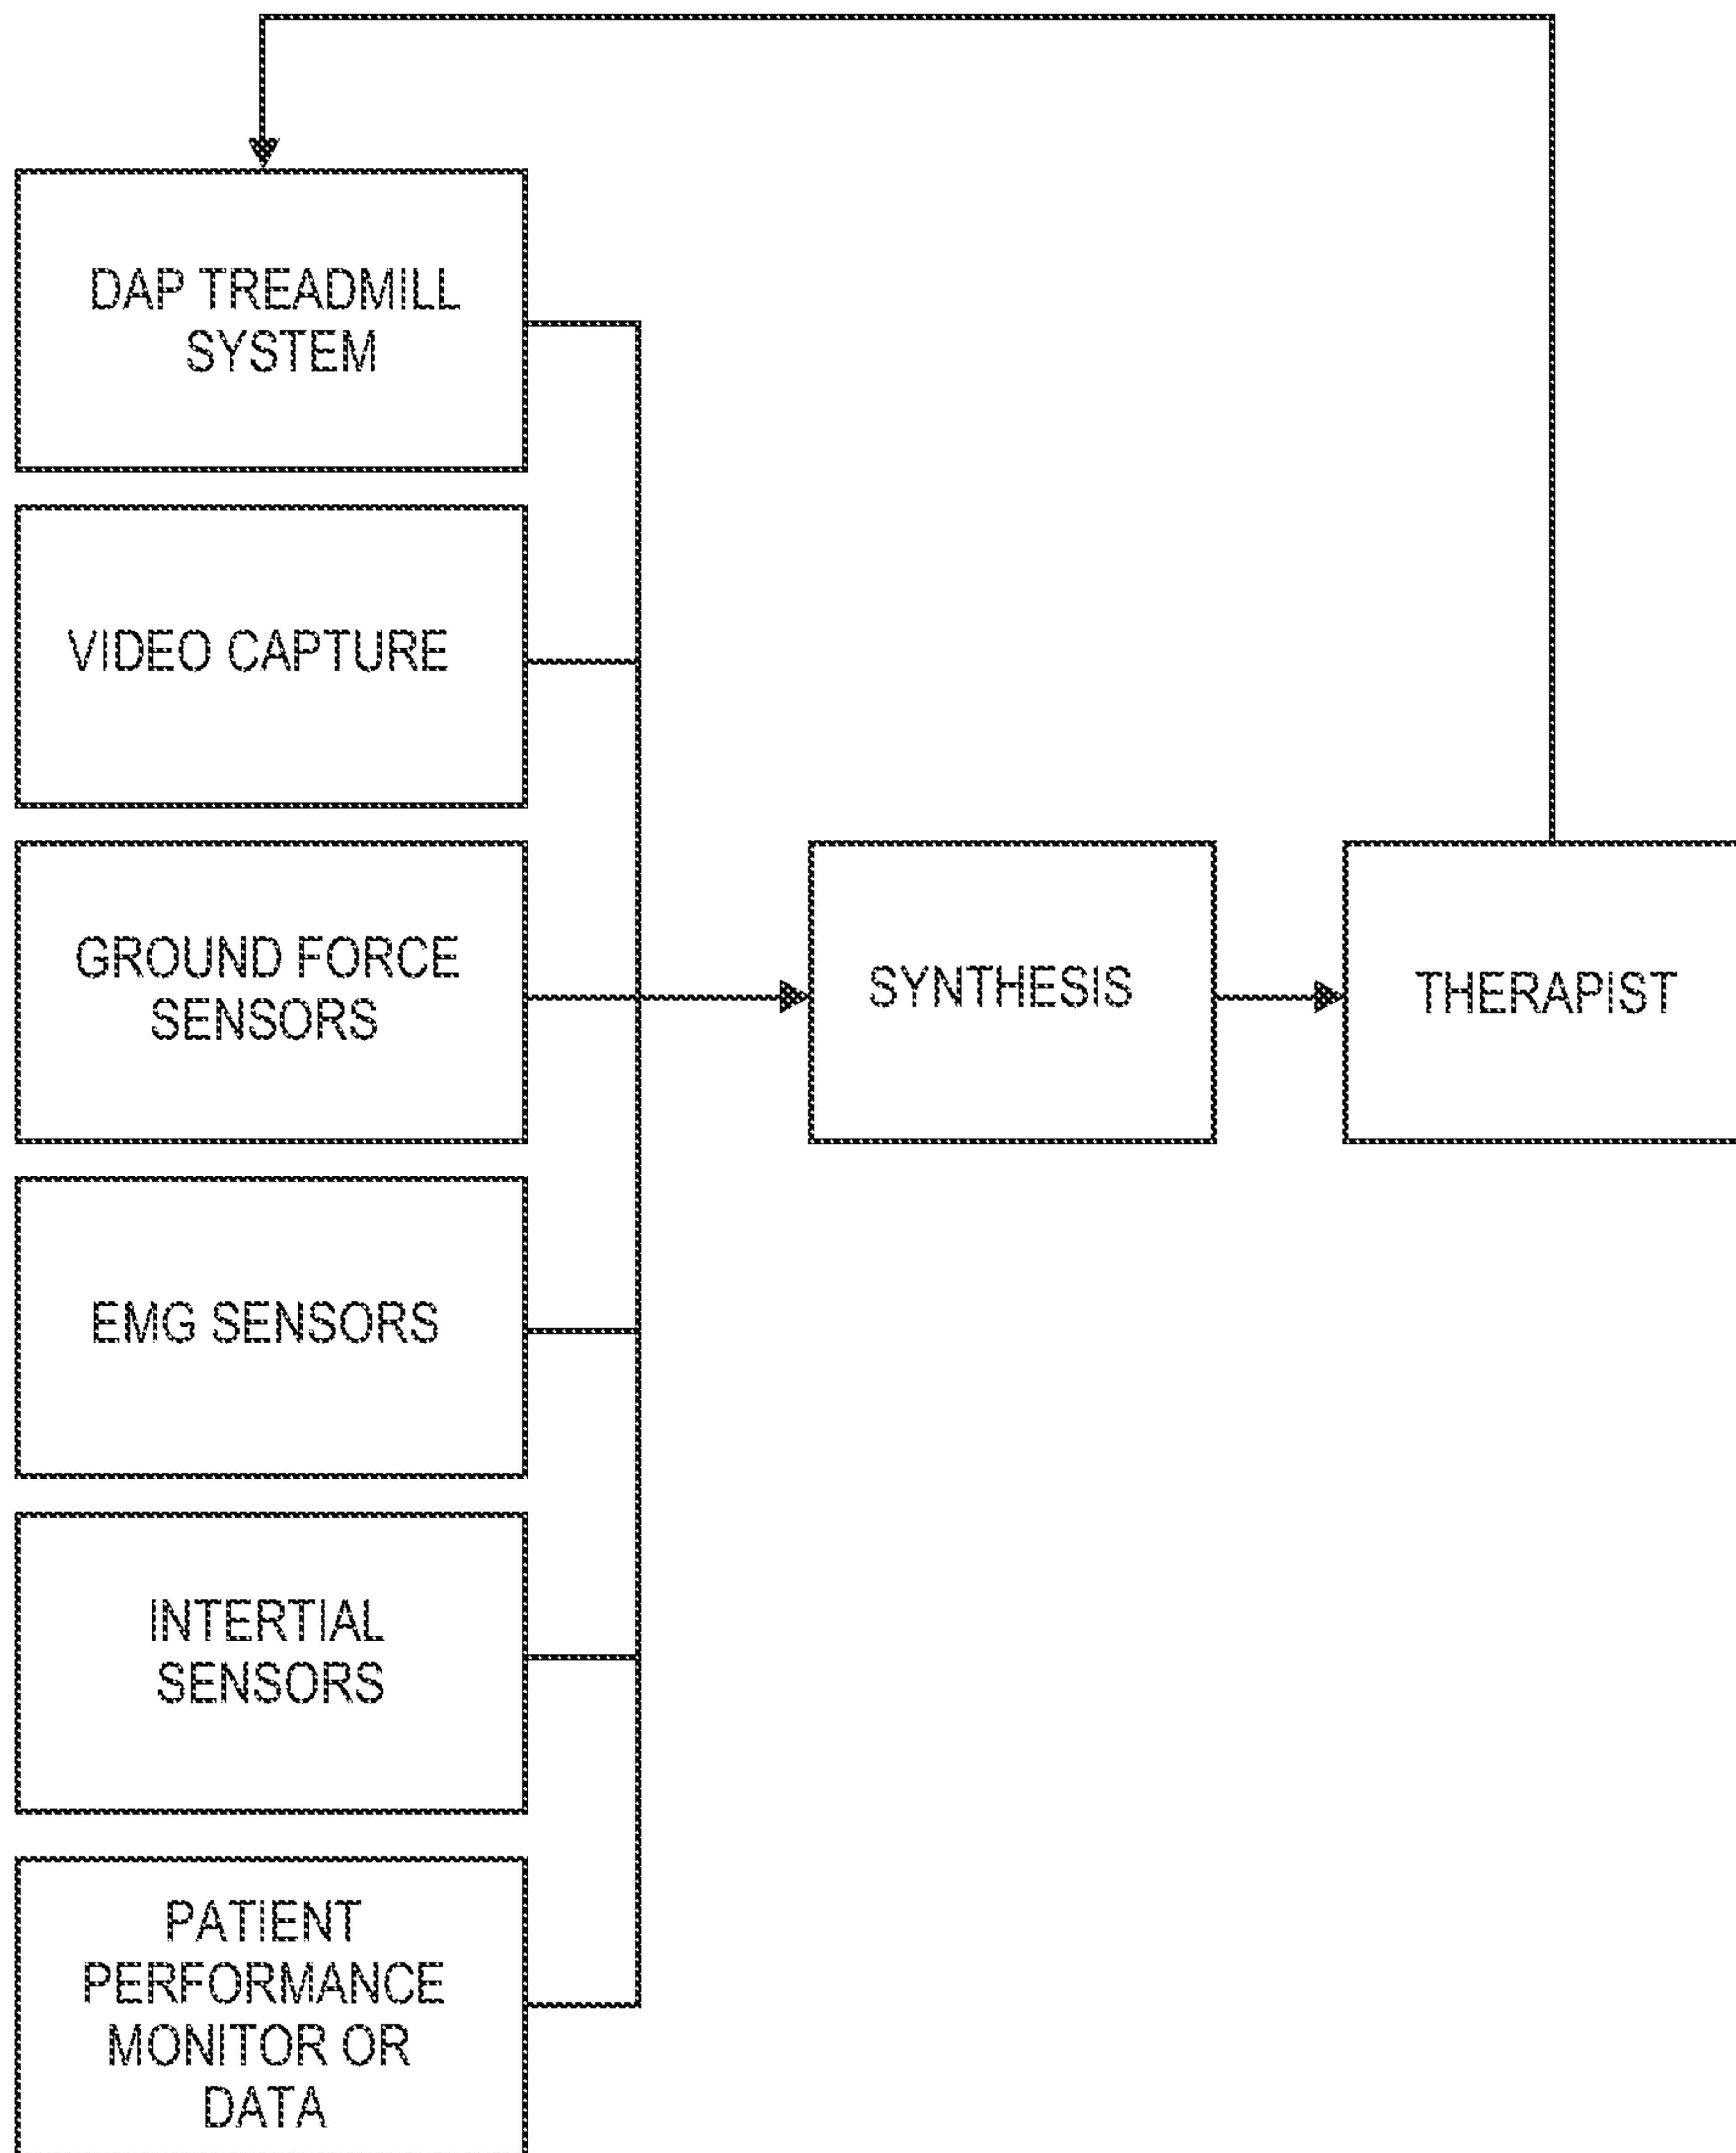 DAP TREADMILL
SYSTEM
VIDEO CAPTURE
GROUND FORCE
SENSORS
SYNTHESIS
THERAPIST
EMG SENSORS
INTERTIAL
SENSORS
PATIENT
PERFORMANCE
MONITOR OR
DATA